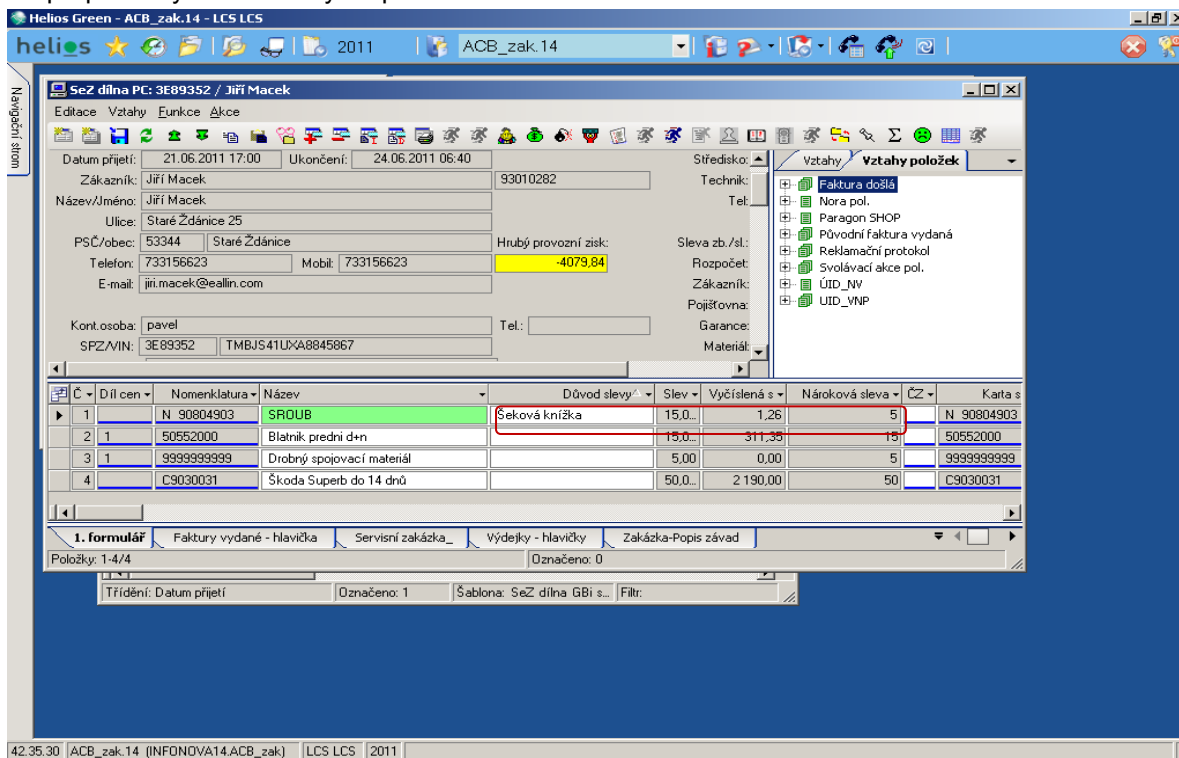 Helios Green - ACB_zak.14 - LCS LCS
helios 2011 ACB_zak.14
Navigační strom
SeZ dílna PC: 3E89352 / Jiří Macek
Editace Vztahy Funkce Akce
Datum přijetí: 21.06.2011 17:00 Ukončení: 24.06.2011 06:40 Středisko:
Vztahy Vztahy položek
Zákazník: Jiří Macek 93010282 Technik:
Název/Jméno: Jiří Macek Tel:
Ulice: Staré Ždánice 25
PSČ/obec: 53344 Staré Ždánice Hrubý provozní zisk: Sleva zb./sl.:
Telefon: 733156623 Mobil: 733156623 -4079,84 Rozpočet:
E-mail: jiri.macek@eallin.com Zákazník:
Pojišťovna:
Kont.osoba: pavel Tel.: Garance:
SPZ/VIN: 3E89352 TMBJS41UXA8845867 Materiál:
Faktura došlá
Nora pol.
Paragon SHOP
Původní faktura vydaná
Reklamační protokol
Svolávací akce pol.
ÚID_NV
UID_VNP
Č Díl cen Nomenklatura Název Důvod slevy Slev Vyčíslená s Nároková sleva ČZ Karta s
1 N 90804903 SROUB Šeková knížka 15,0... 1,26 5 N 90804903
2 1 50552000 Blatnik predni d+n 15,0... 311,35 15 50552000
3 1 9999999999 Drobný spojovací materiál 5,00 0,00 5 9999999999
4 C9030031 Škoda Superb do 14 dnů 50,0... 2 190,00 50 C9030031
1. formulář Faktury vydané - hlavička Servisní zakázka_ Výdejky - hlavičky Zakázka-Popis závad
Položky: 1-4/4 Označeno: 0
Třídění: Datum přijetí Označeno: 1 Šablona: SeZ dílna GBi s... Filtr:
42.35.30 ACB_zak.14 (INFONOVA14.ACB_zak) LCS LCS 2011